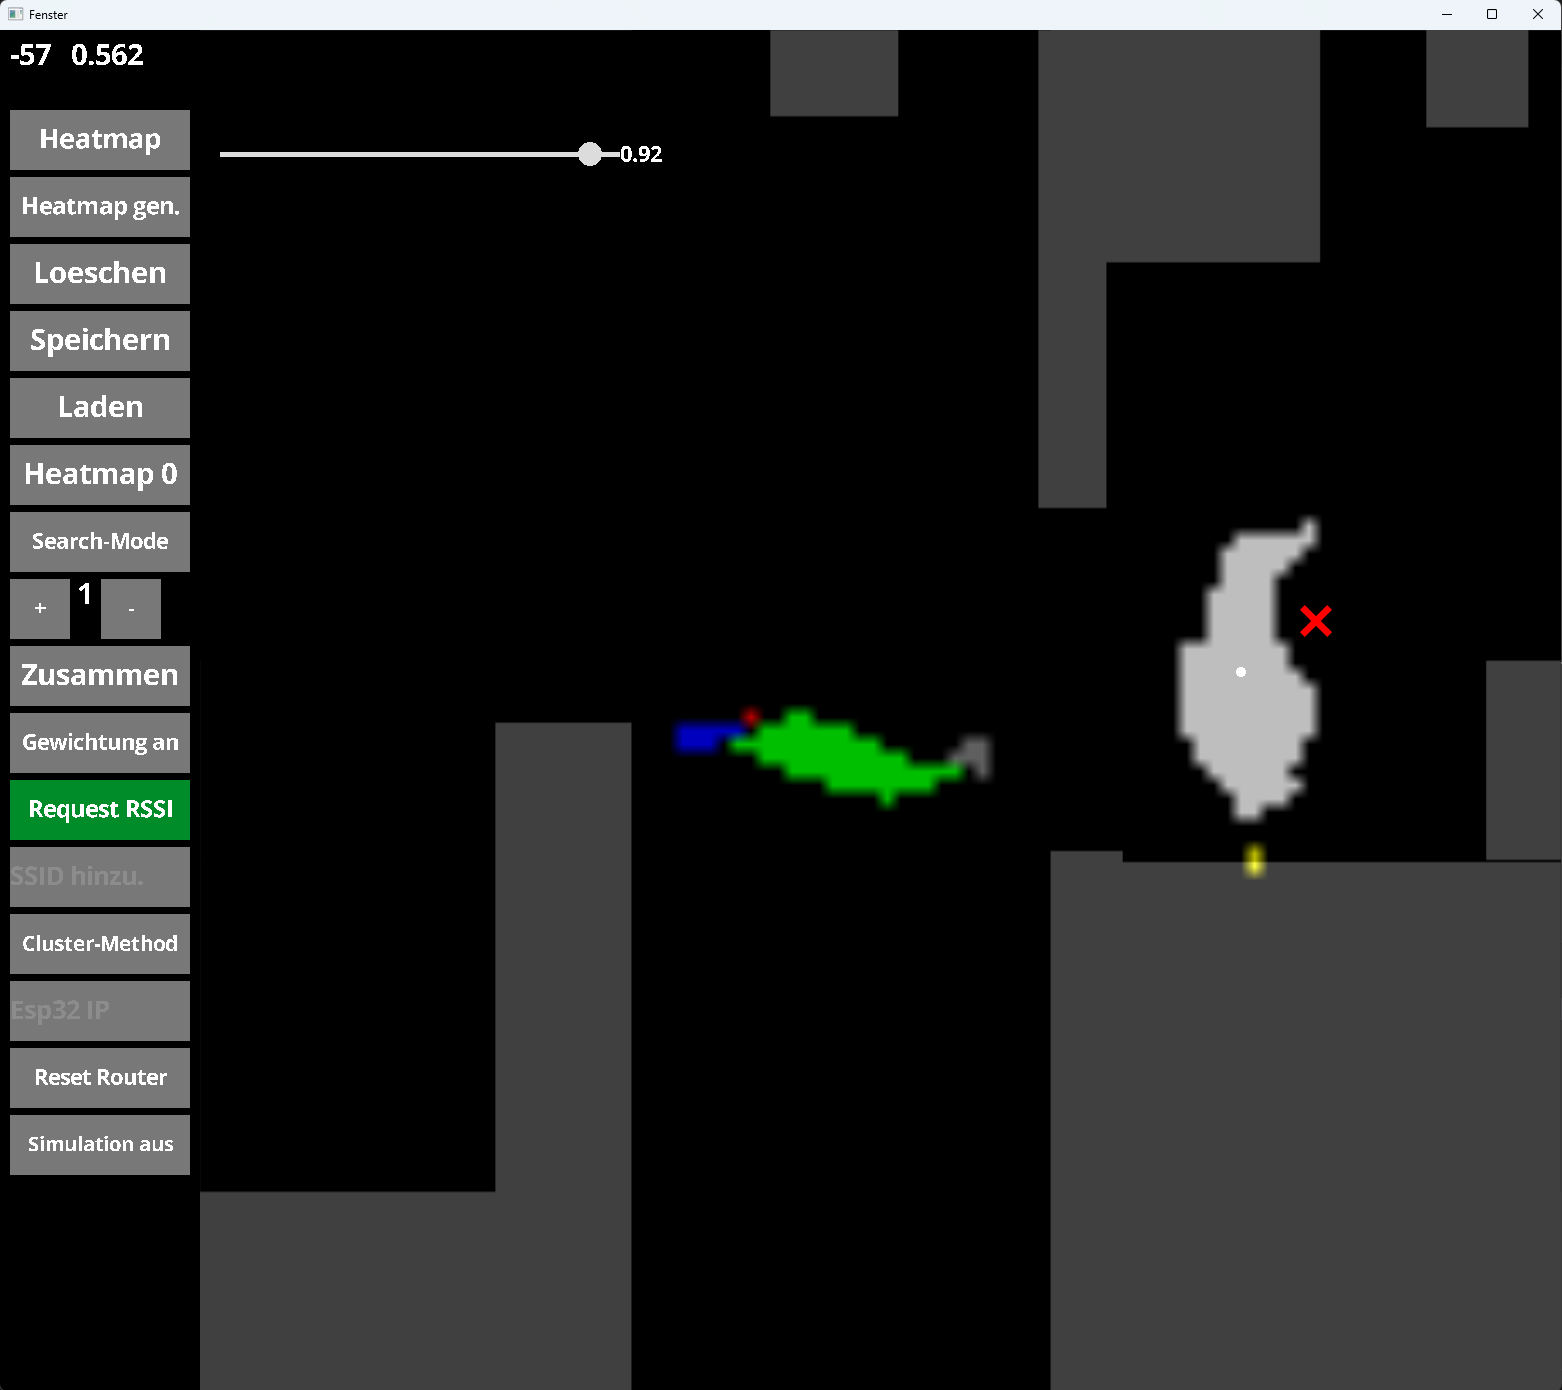 Fenster
-57 0.562
0.92
Heatmap
Heatmap gen.
Loeschen
Speichern
Laden
Heatmap 0
Search-Mode
+ 1 -
Zusammen
Gewichtung an
Request RSSI
SSID hinzu.
Cluster-Method
Esp32 IP
Reset Router
Simulation aus